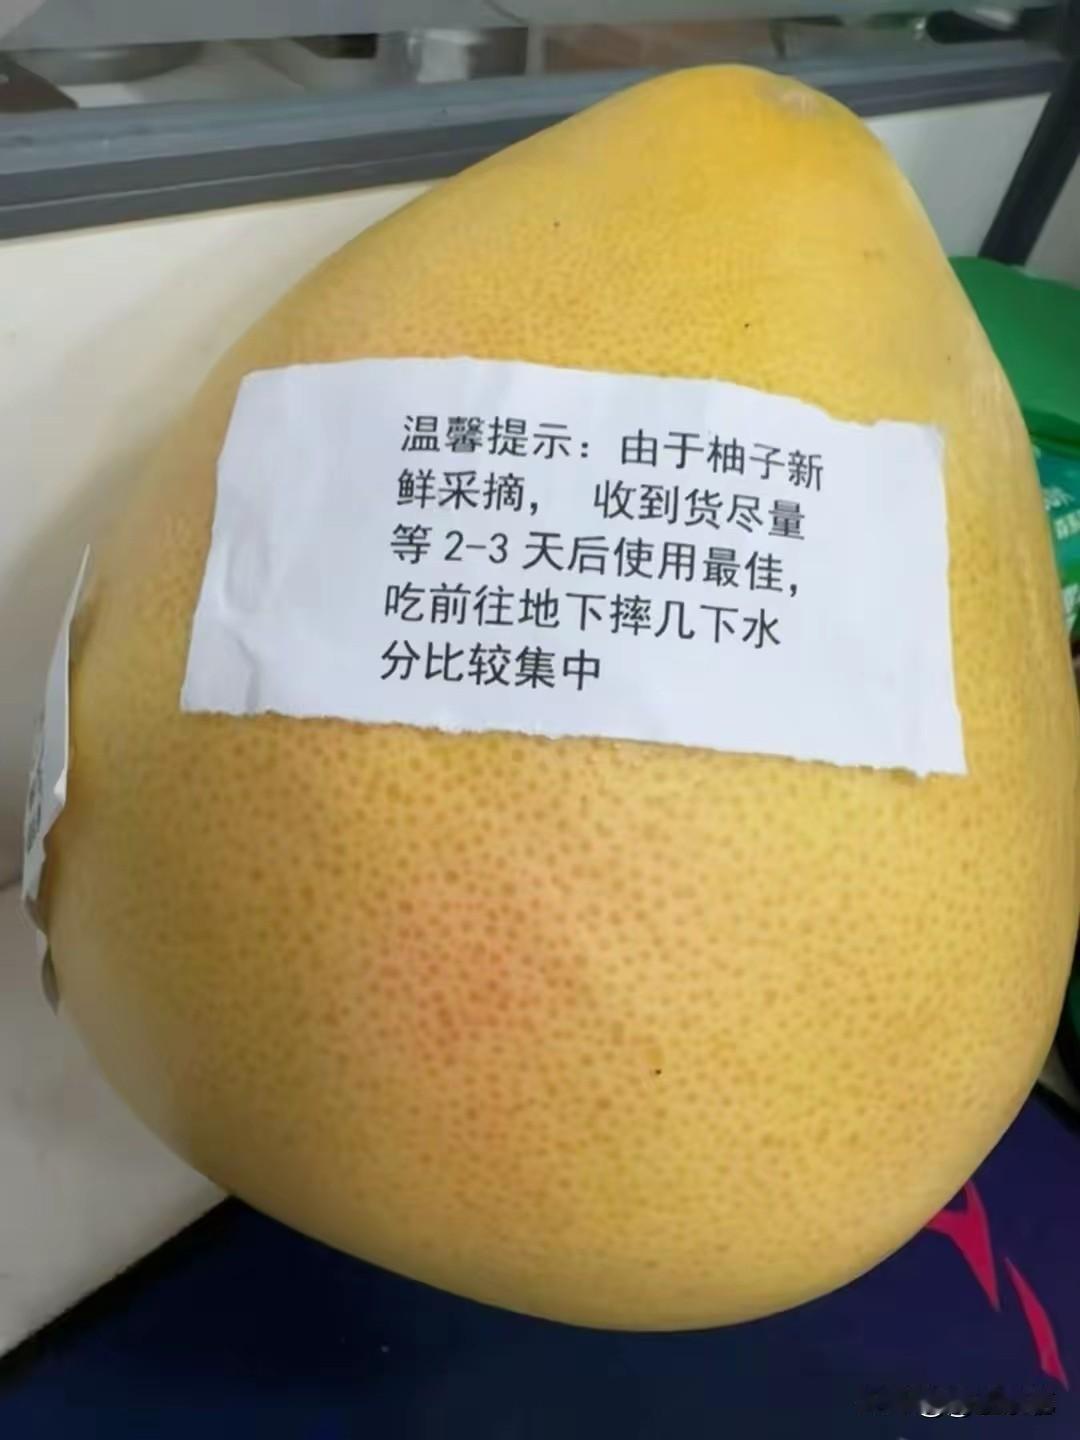 温馨提示：由于柚子新
鲜采摘， 收到货尽量
等2-3天后使用最佳，
吃前往地下摔几下水
分比较集中